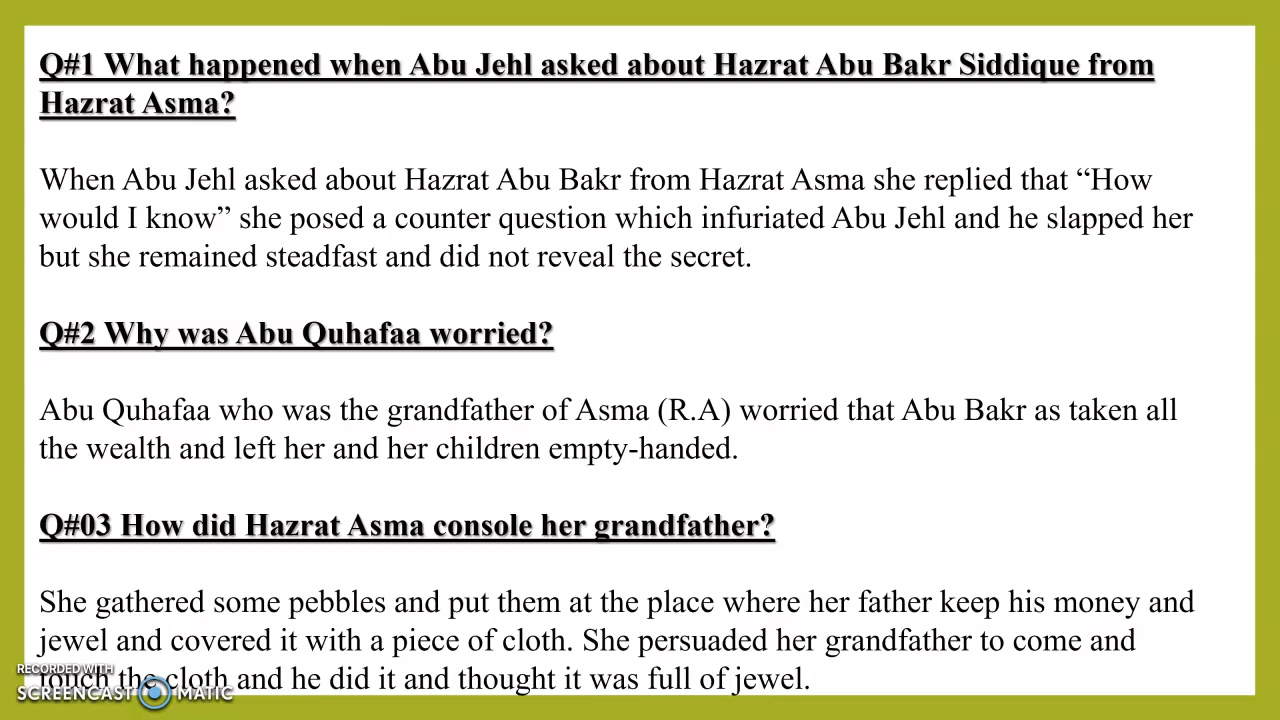 Q#1 What happened when Abu Jehl asked about Hazrat Abu Bakr Siddique from
Hazrat Asma?
When Abu Jehl asked about Hazrat Abu Bakr from Hazrat Asma she replied that “How
would I know” she posed a counter question which infuriated Abu Jehl and he slapped her
but she remained steadfast and did not reveal the secret.
Q#2 Why was Abu Quhafaa worried?
Abu Quhafaa who was the grandfather of Asma (R.A) worried that Abu Bakr as taken all
the wealth and left her and her children empty-handed.
Q#03 How did Hazrat Asma console her grandfather?
She gathered some pebbles and put them at the place where her father keep his money and
jewel and covered it with a piece of cloth. She persuaded her grandfather to come and
touch the cloth and he did it and thought it was full of jewel.
RECORDED WITH
SCREENCAST MATIC